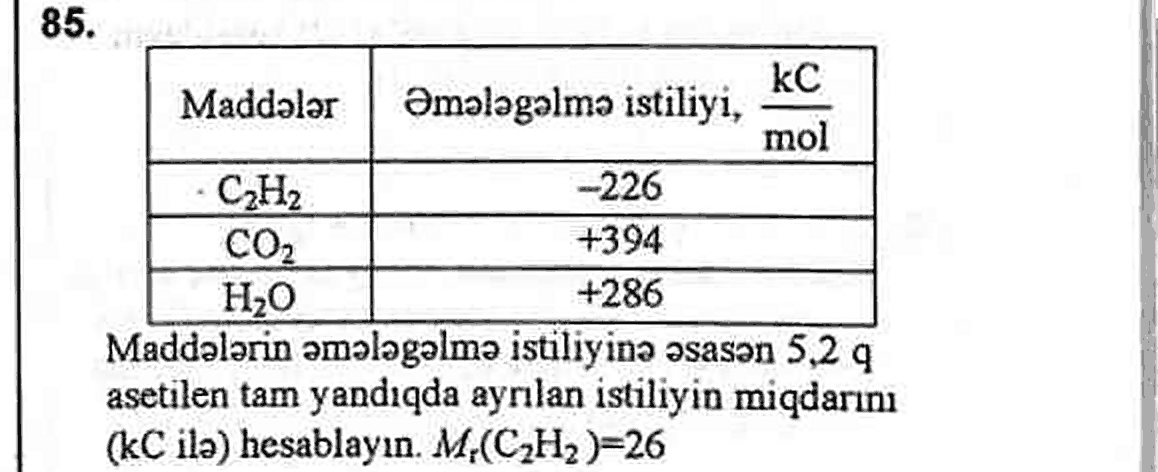 85.
Maddələr Əmələgəlmə istiliyi, kC/mol
C₂H₂ –226
CO₂ +394
H₂O +286
Maddələrin əmələgəlmə istiliyinə əsasən 5,2 q
asetilen tam yandıqda ayrılan istiliyin miqdarını
(kC ilə) hesablayın. Mᵣ(C₂H₂)=26